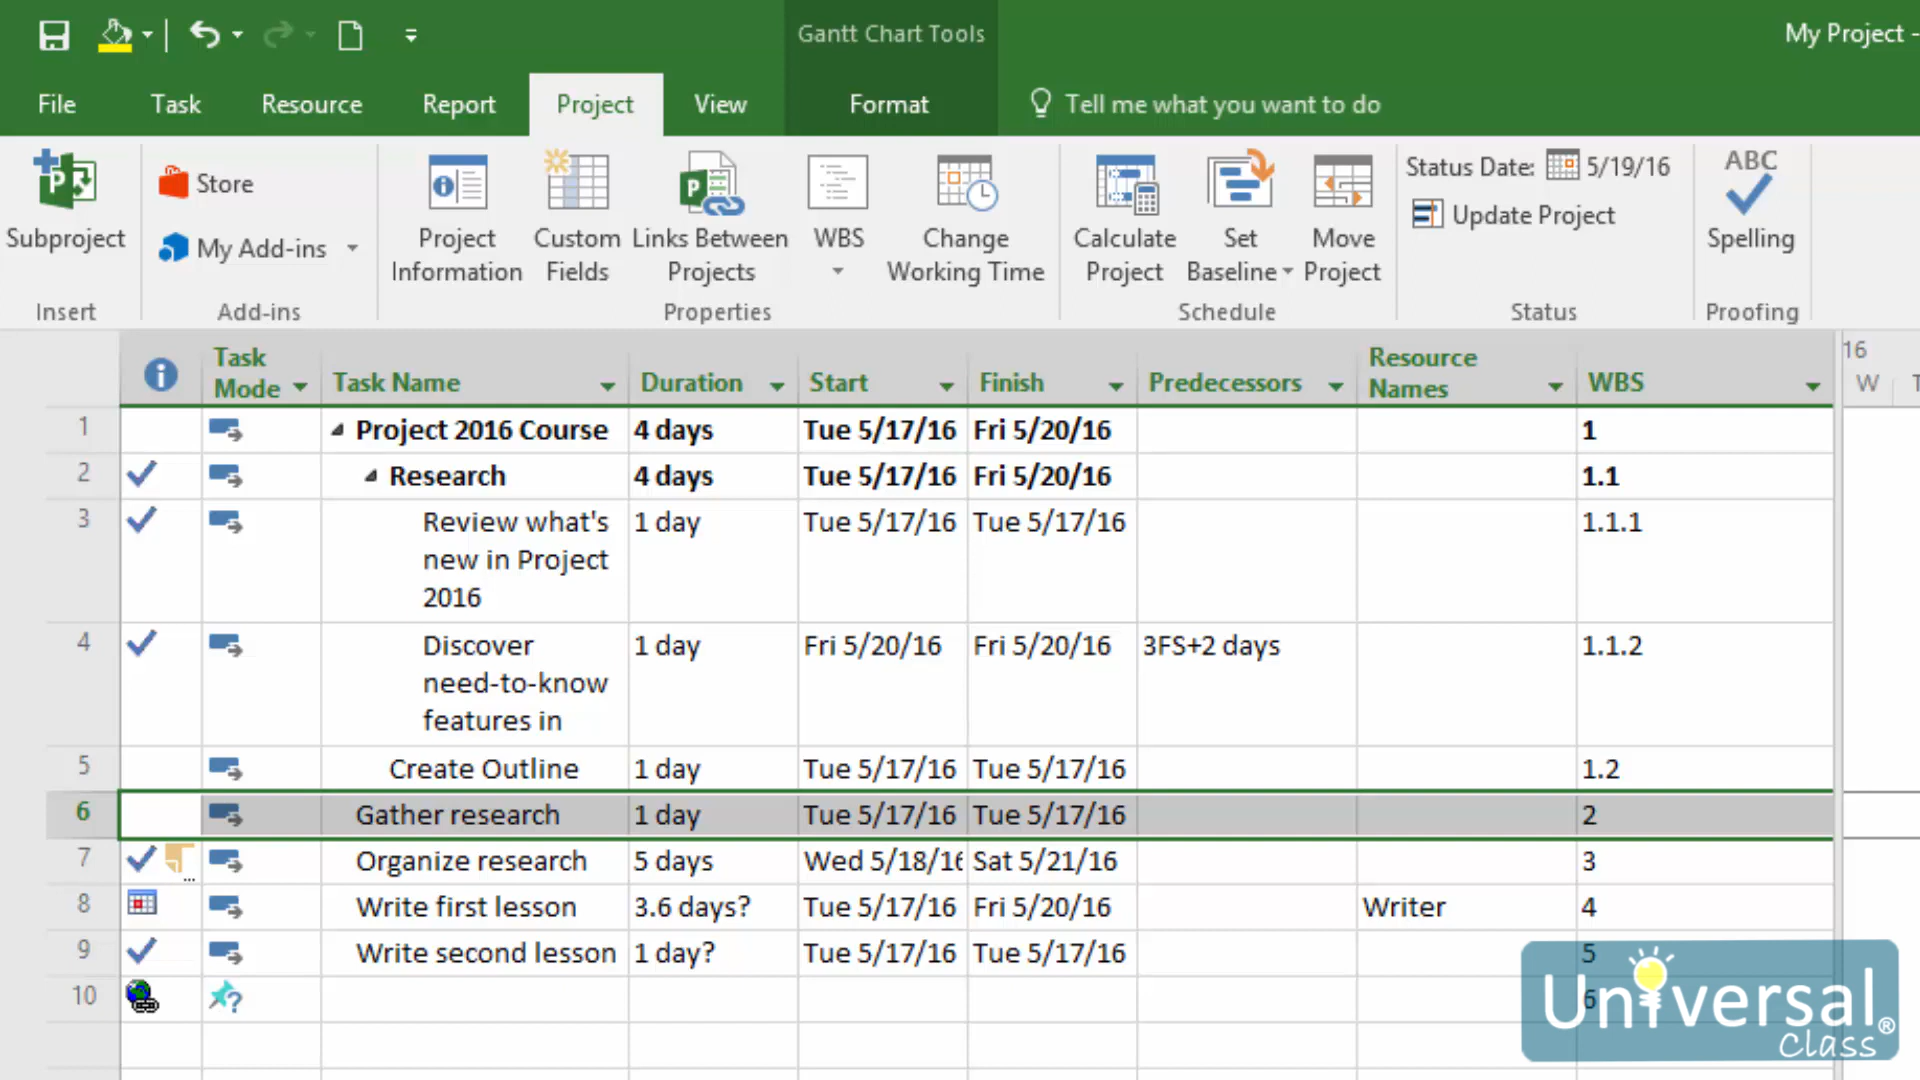 Gantt Chart Tools
My Project -
File Task Resource Report Project View Format Tell me what you want to do
Subproject
Insert
Store
My Add-ins
Add-ins
Project Information
Custom Fields
Links Between Projects
WBS
Change Working Time
Properties
Calculate Project
Set Baseline
Move Project
Schedule
Status Date: 5/19/16
Update Project
Status
ABC
Spelling
Proofing
Task Mode Task Name Duration Start Finish Predecessors Resource Names WBS
16
W T
1 Project 2016 Course 4 days Tue 5/17/16 Fri 5/20/16 1
2 Research 4 days Tue 5/17/16 Fri 5/20/16 1.1
3 Review what's 1 day Tue 5/17/16 Tue 5/17/16 1.1.1
new in Project
2016
4 Discover 1 day Fri 5/20/16 Fri 5/20/16 3FS+2 days 1.1.2
need-to-know
features in
5 Create Outline 1 day Tue 5/17/16 Tue 5/17/16 1.2
6 Gather research 1 day Tue 5/17/16 Tue 5/17/16 2
7 Organize research 5 days Wed 5/18/16 Sat 5/21/16 3
8 Write first lesson 3.6 days? Tue 5/17/16 Fri 5/20/16 Writer 4
9 Write second lesson 1 day? Tue 5/17/16 Tue 5/17/16 5
10 6
Universal
Class®